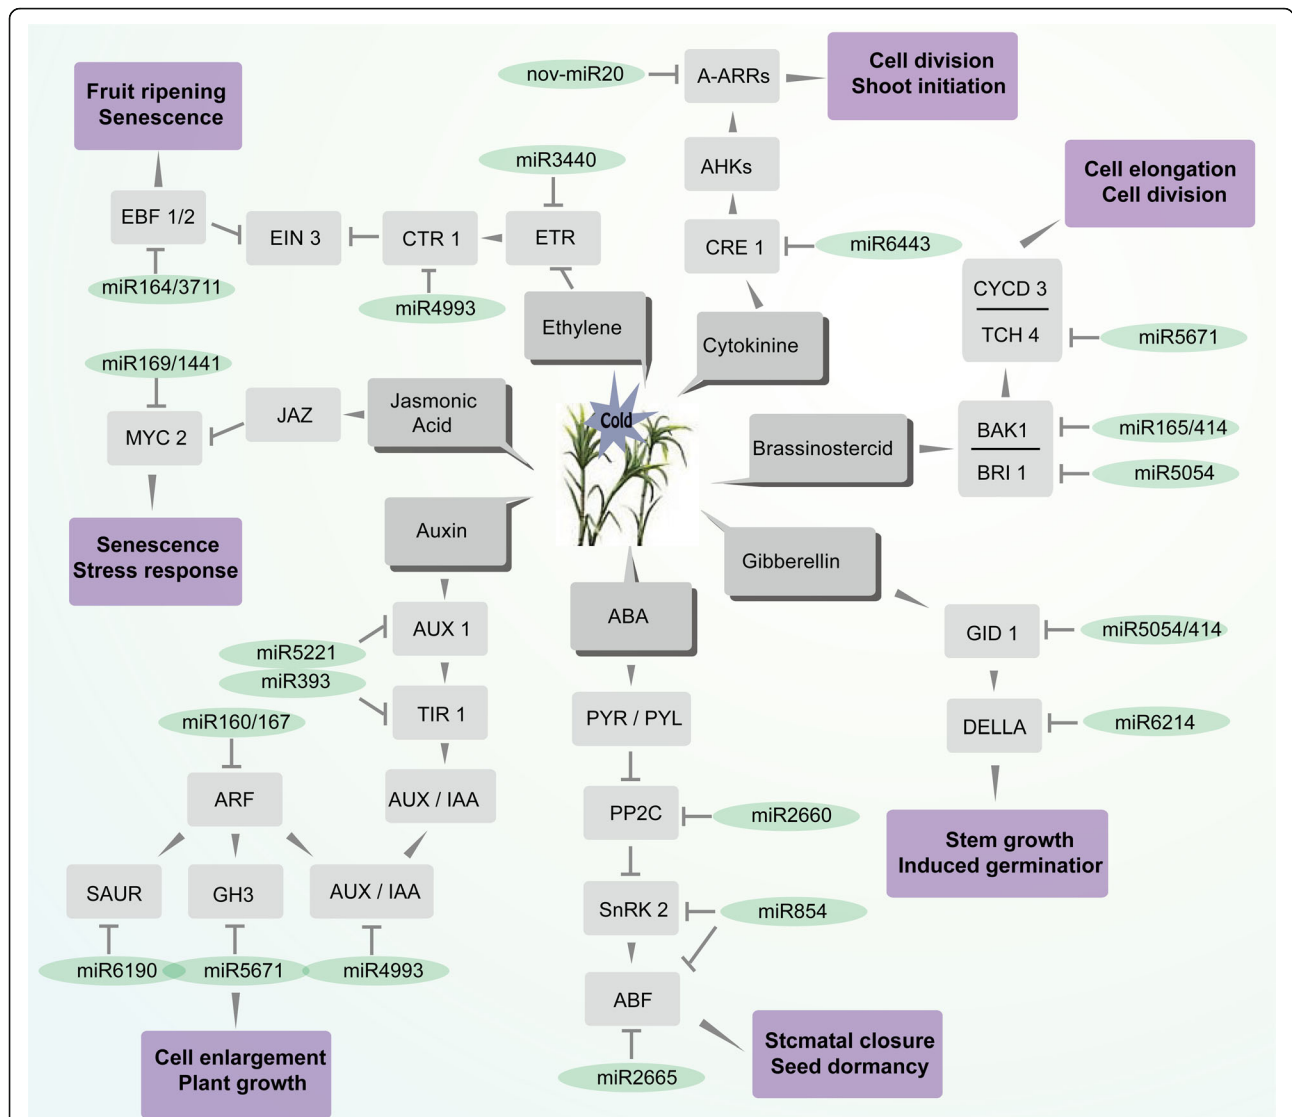 nov-miR20
A-ARRs
Cell division
Shoot initiation
Fruit ripening
Senescence
miR3440
AHKs
Cell elongation
Cell division
EBF 1/2
EIN 3
CTR 1
ETR
CRE 1
miR6443
miR164/3711
miR4993
CYCD 3
TCH 4
miR5671
Ethylene
Cytokinine
miR169/1441
MYC 2
JAZ
Jasmonic
Acid
Cold
Brassinostercid
BAK1
BRI 1
miR165/414
miR5054
Senescence
Stress response
Auxin
Gibberellin
ABA
AUX 1
GID 1
miR5054/414
miR5221
miR393
TIR 1
PYR / PYL
DELLA
miR6214
miR160/167
ARF
AUX / IAA
PP2C
miR2660
Stem growth
Induced germinatior
SAUR
GH3
AUX / IAA
SnRK 2
miR854
miR6190
miR5671
miR4993
ABF
Stcmatal closure
Seed dormancy
Cell enlargement
Plant growth
miR2665